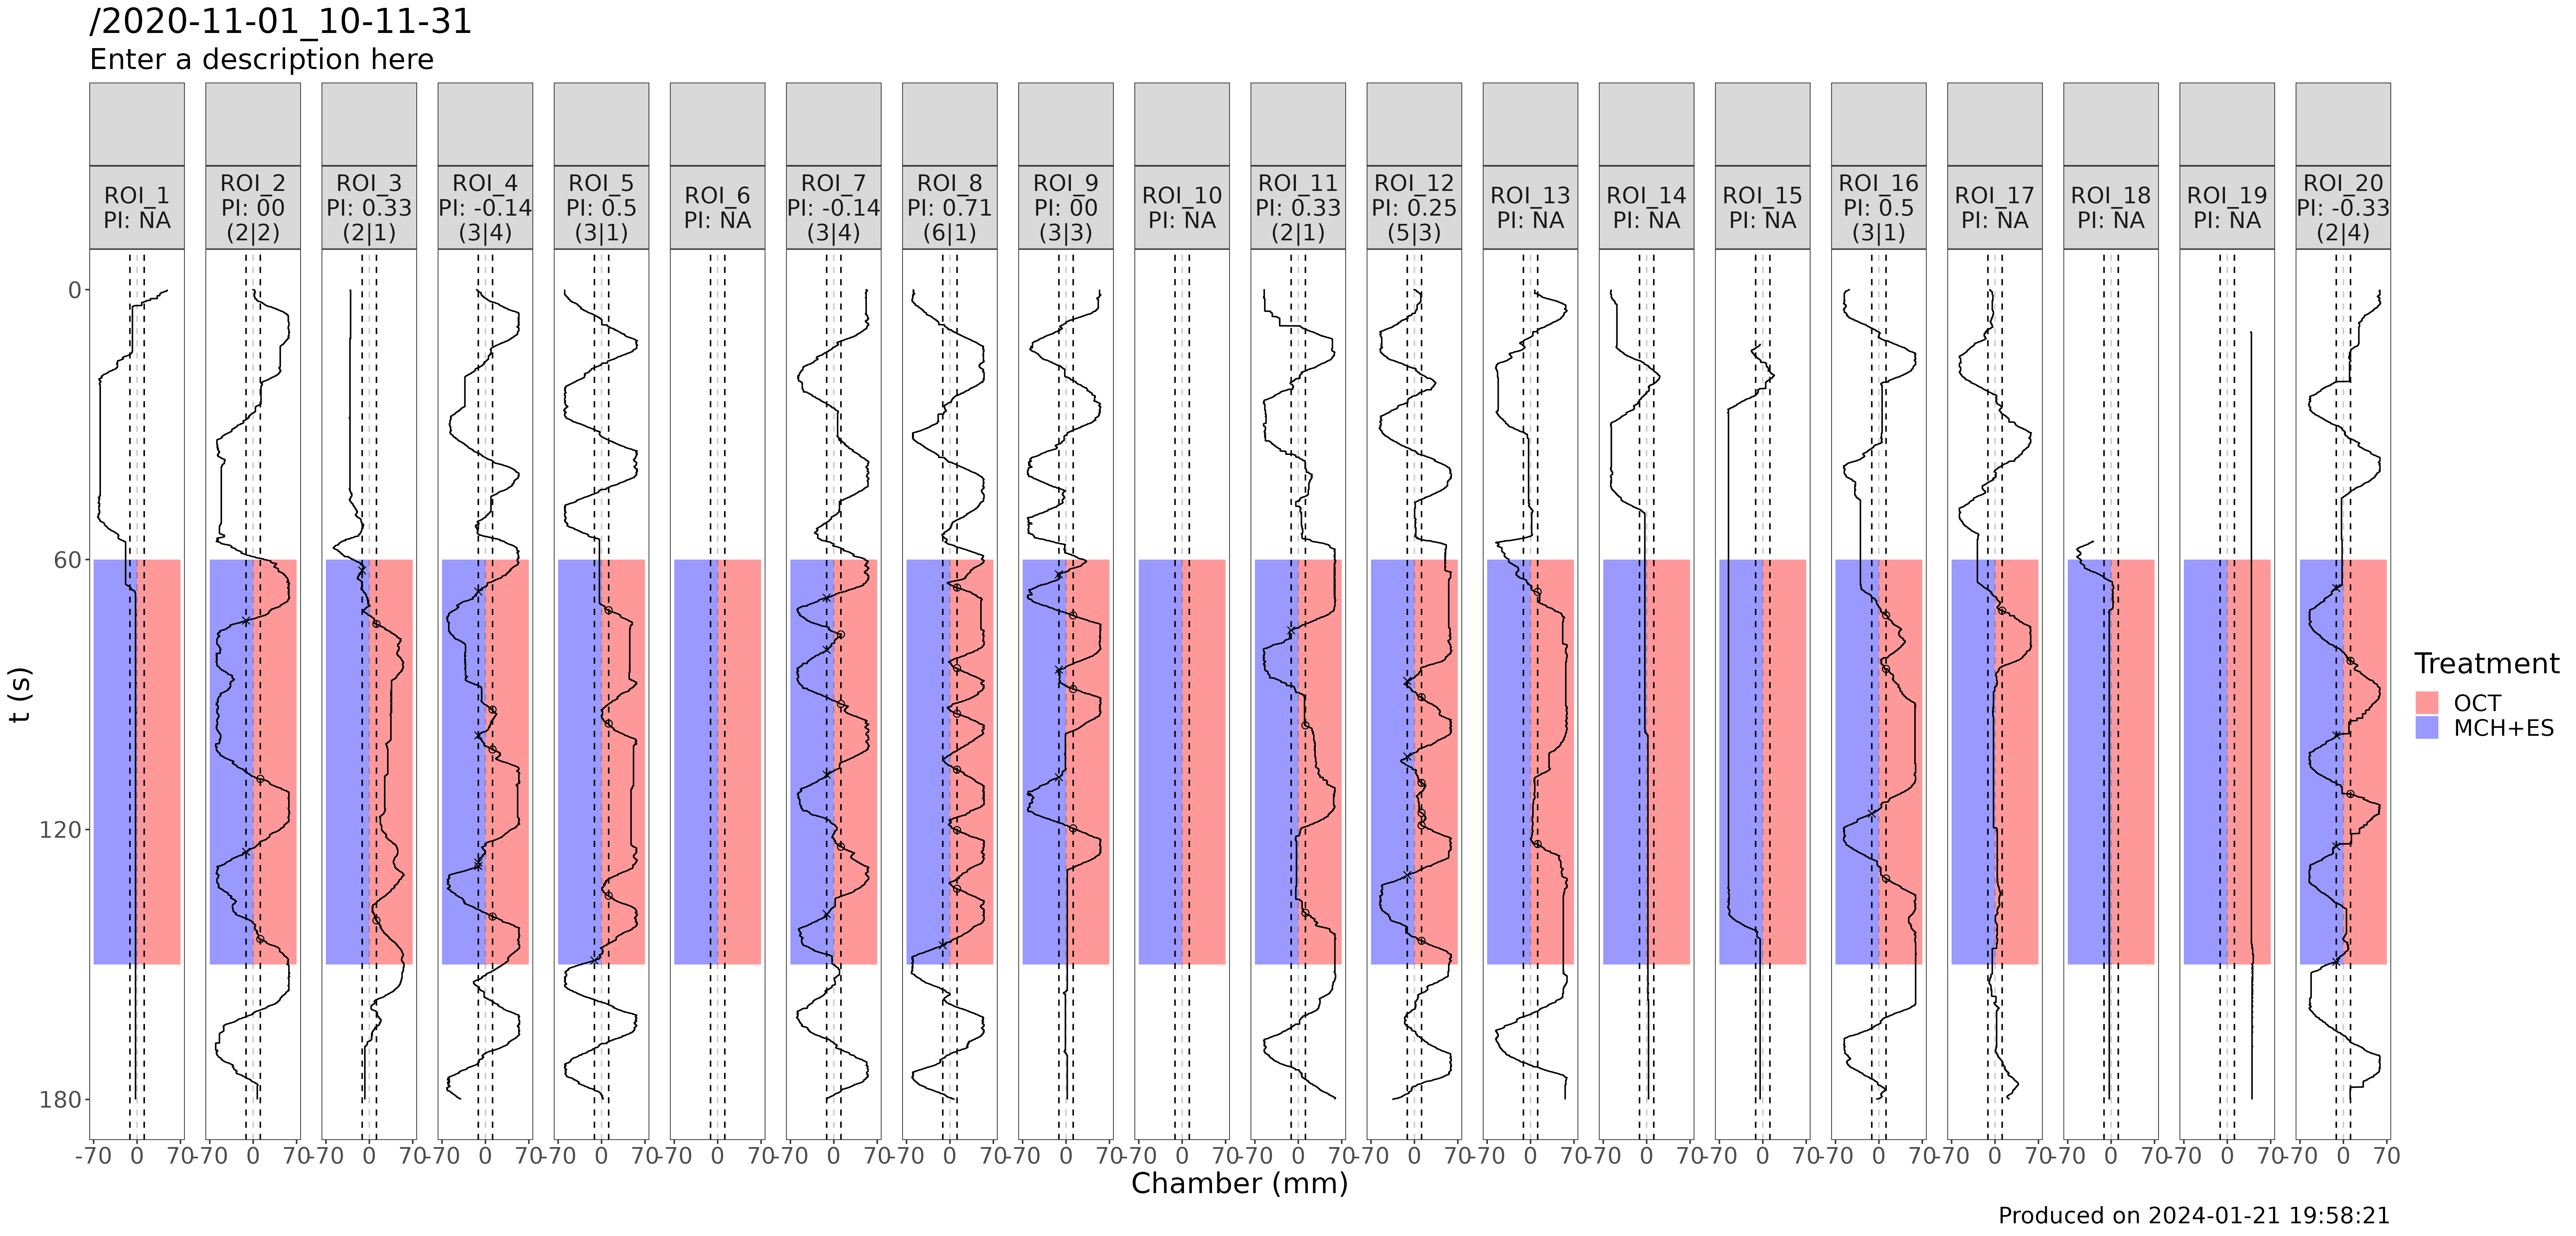 /2020-11-01_10-11-31
Enter a description here
ROI_1
PI: NA
ROI_2
PI: 00
(2|2)
ROI_3
PI: 0.33
(2|1)
ROI_4
PI: -0.14
(3|4)
ROI_5
PI: 0.5
(3|1)
ROI_6
PI: NA
ROI_7
PI: -0.14
(3|4)
ROI_8
PI: 0.71
(6|1)
ROI_9
PI: 00
(3|3)
ROI_10
PI: NA
ROI_11
PI: 0.33
(2|1)
ROI_12
PI: 0.25
(5|3)
ROI_13
PI: NA
ROI_14
PI: NA
ROI_15
PI: NA
ROI_16
PI: 0.5
(3|1)
ROI_17
PI: NA
ROI_18
PI: NA
ROI_19
PI: NA
ROI_20
PI: -0.33
(2|4)
t (s)
0
60
120
180
-70 0 70 -70 0 70 -70 0 70 -70 0 70 -70 0 70 -70 0 70 -70 0 70 -70 0 70 -70 0 70 -70 0 70 -70 0 70 -70 0 70 -70 0 70 -70 0 70 -70 0 70 -70 0 70 -70 0 70 -70 0 70 -70 0 70 -70 0 70
Chamber (mm)
Treatment
OCT
MCH+ES
Produced on 2024-01-21 19:58:21